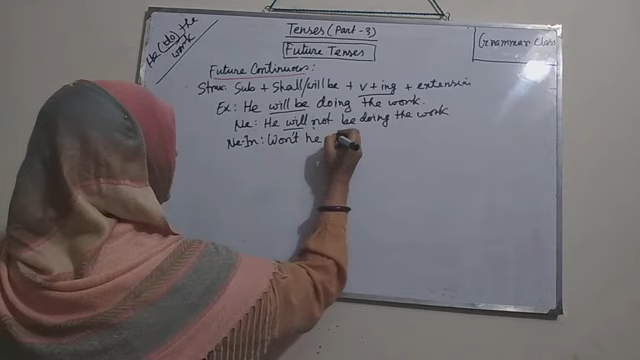 He (do) the
work
Tenses (Part - 3)
Future Tenses
Grammar Class
Future Continuous:
Struc: Sub + Shall/will be + v + ing + extension
Ex: He will be doing the work.
Ne: He will not be doing the work
Ne-In: Won't he